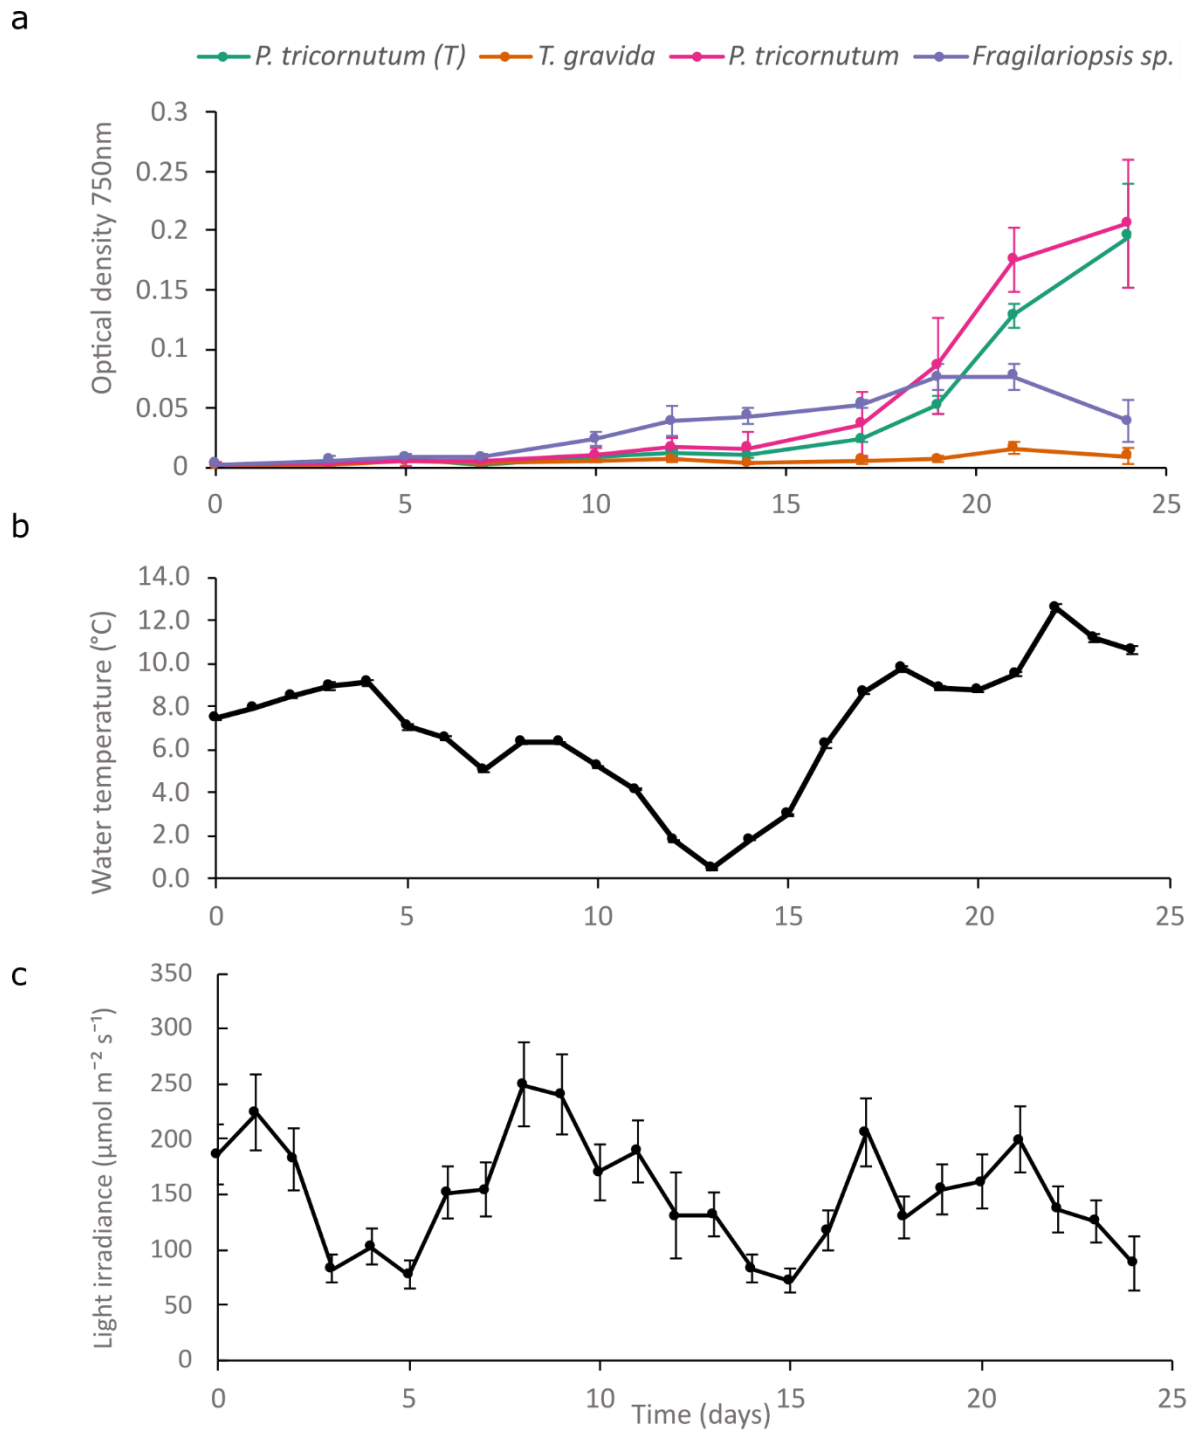 a
P. tricornutum (T) T. gravida P. tricornutum Fragilariopsis sp.
Optical density 750nm
0.3
0.25
0.2
0.15
0.1
0.05
0
0 5 10 15 20 25
b
Water temperature (°C)
14.0
12.0
10.0
8.0
6.0
4.0
2.0
0.0
0 5 10 15 20 25
c
Light irradiance (µmol m⁻² s⁻¹)
350
300
250
200
150
100
50
0
0 5 10 15 20 25
Time (days)